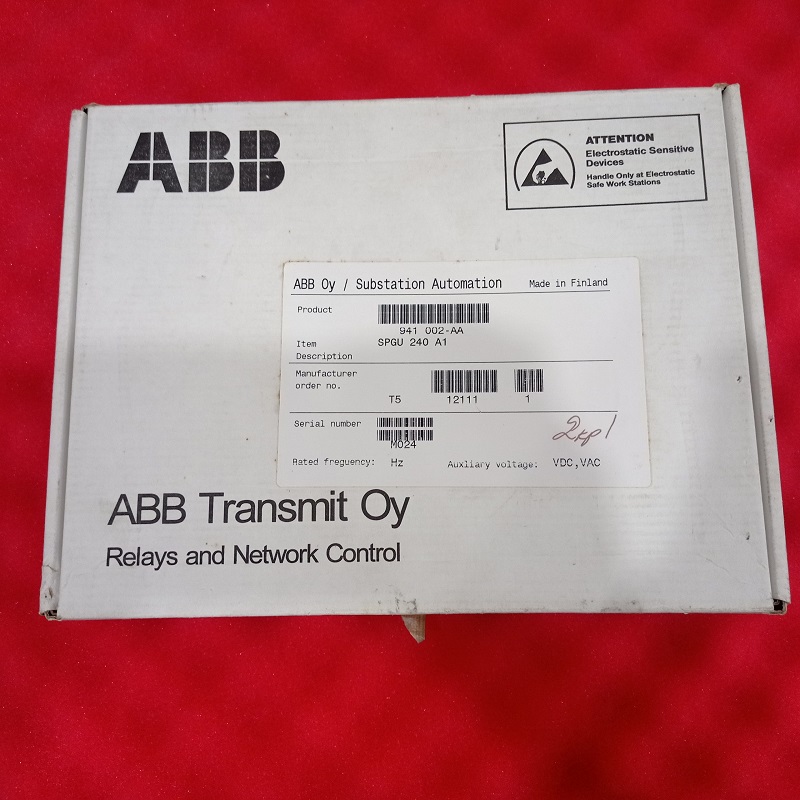 ABB
ATTENTION
Electrostatic Sensitive
Devices
Handle Only at Electrostatic
Safe Work Stations
ABB Oy / Substation Automation Made in Finland
Product
941 002-AA
Item SPGU 240 A1
Description
Manufacturer
order no.
T5 12111 1
Serial number
M024
Rated freguency: Hz Auxliary voltage: VDC,VAC
ABB Transmit Oy
Relays and Network Control